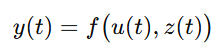 y(t) = f(u(t), z(t))